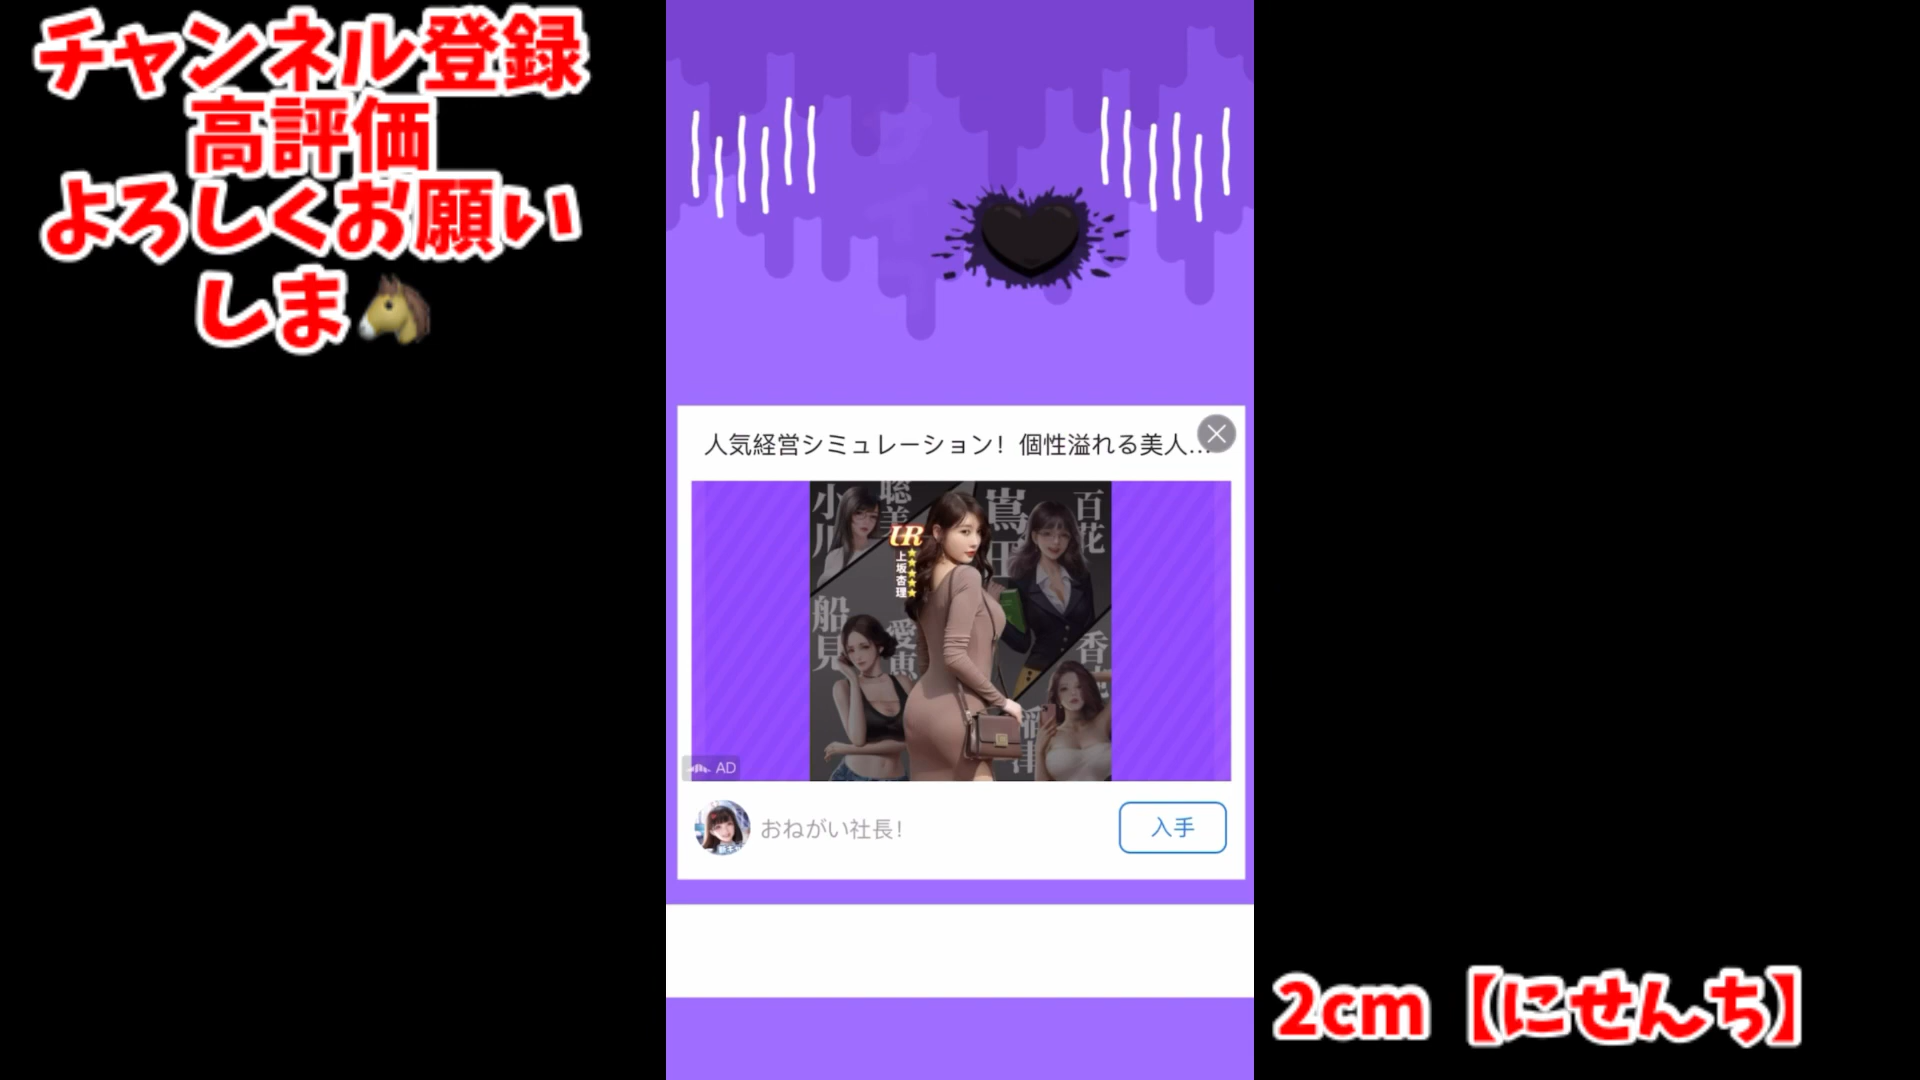 チャンネル登録
高評価
よろしくお願い
しま🐴
人気経営シミュレーション！個性溢れる美人...
小川
聡美
UR
上坂杏理
嶌田
百花
船見
愛恵
香
AD
おねがい社長！
入手
2cm【にせんち】